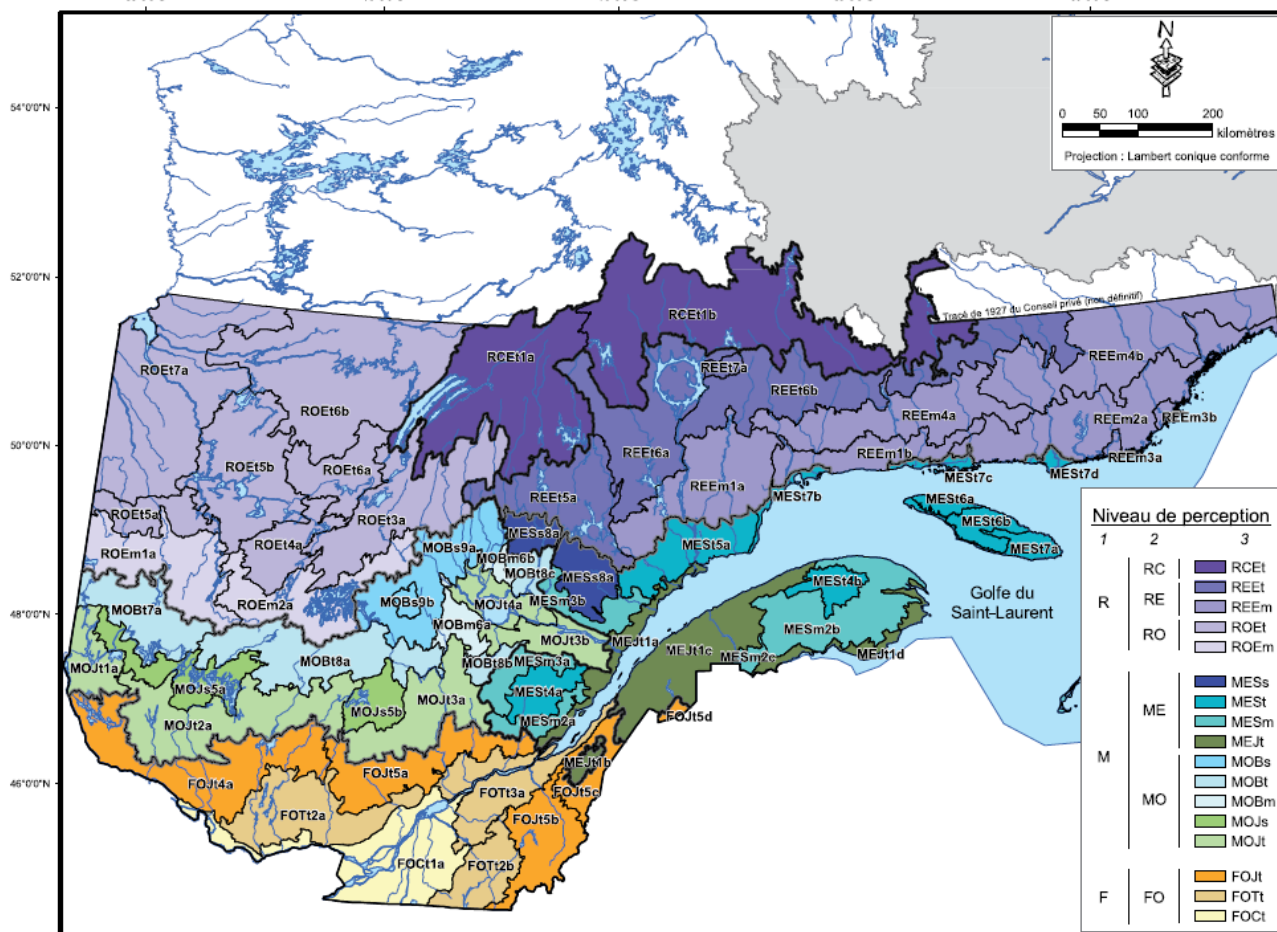 N
0 50 100 200
kilomètres
Projection : Lambert conique conforme
54°0'0"N
52°0'0"N
50°0'0"N
48°0'0"N
46°0'0"N
Tracé de 1927 du Conseil privé (non définitif)
RCEt1b
RCEt1a
ROEt7a
REEt7a
REEm4b
REEt6b
ROEt6b
REEm4a
REEm2a
REEm3b
REEt6a
REEm1b
REEm3a
ROEt5b
ROEt6a
MESt7c
MESt7d
REEm1a
MESt7b
REEt5a
MESt6a
ROEt5a
ROEt3a
MESt6b
ROEt4a
MESs8a
MESt5a
MESt7a
ROEm1a
MOBs9a
MOBm6b
MOBt8c
MESs8a
MESt4b
ROEm2a
MOBs9b
MOJt4a
MESm3b
MOBt7a
MOBm6a
MOJt3b
MEJt1a
MESm2b
Golfe du
Saint-Laurent
MOJt1a
MOBt8a
MOBt8b
MESm3a
MEJt1c
MESm2c
MEJt1d
MOJs5a
MOJt3a
MESt4a
MOJs5b
MOJt2a
MESm2a
FOJt5d
FOJt4a
FOJt5a
MEJt1b
FOTt3a
FOJt5c
FOTt2a
FOJt5b
FOCt1a
FOTt2b
Niveau de perception
1 2 3
RC RCEt
R RE REEt
REEm
RO ROEt
ROEm
MESs
ME MESt
MESm
MEJt
M MOBs
MO MOBt
MOBm
MOJs
MOJt
FOJt
F FO FOTt
FOCt